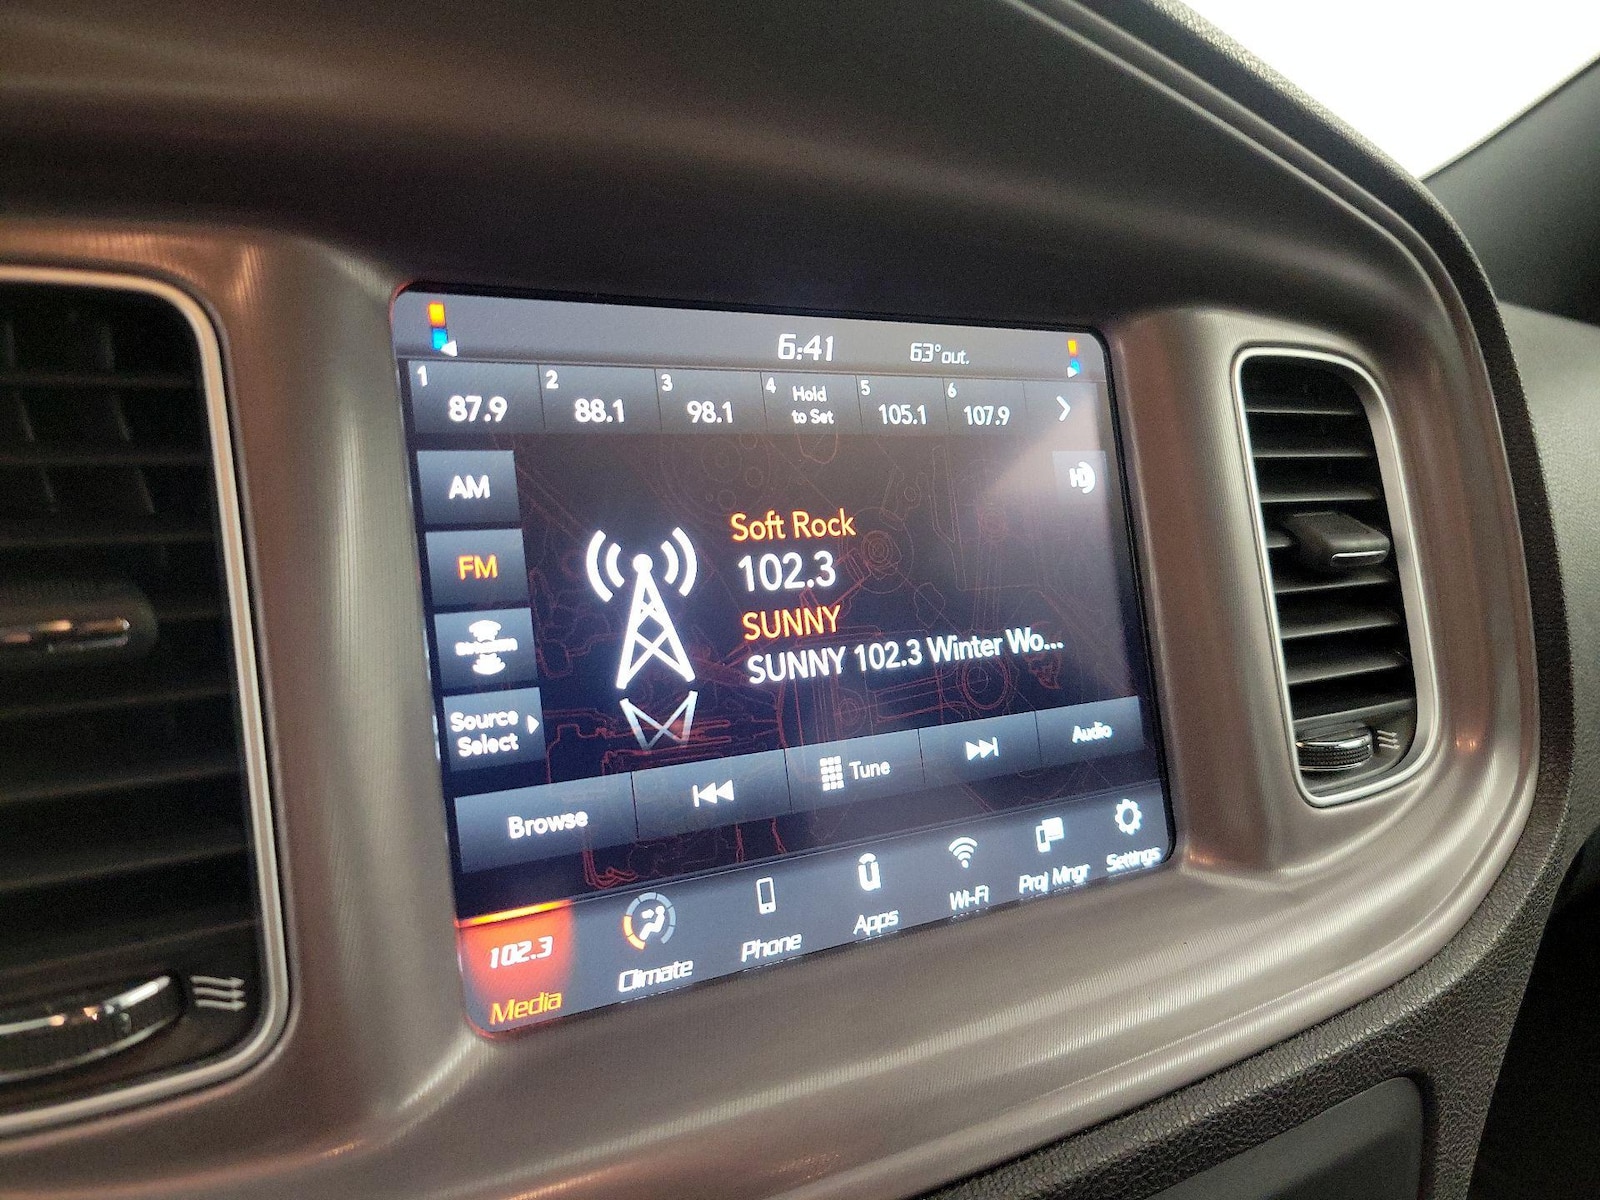 6:41 63°out.
1 87.9
2 88.1
3 98.1
4 Hold
to Set
5 105.1
6 107.9
AM
HD
FM
Soft Rock
102.3
SUNNY
SUNNY 102.3 Winter Wo...
Source
Select
Browse
Tune
Audio
102.3
Media
Climate
Phone
Apps
Wi-Fi
Proj Mngr
Settings